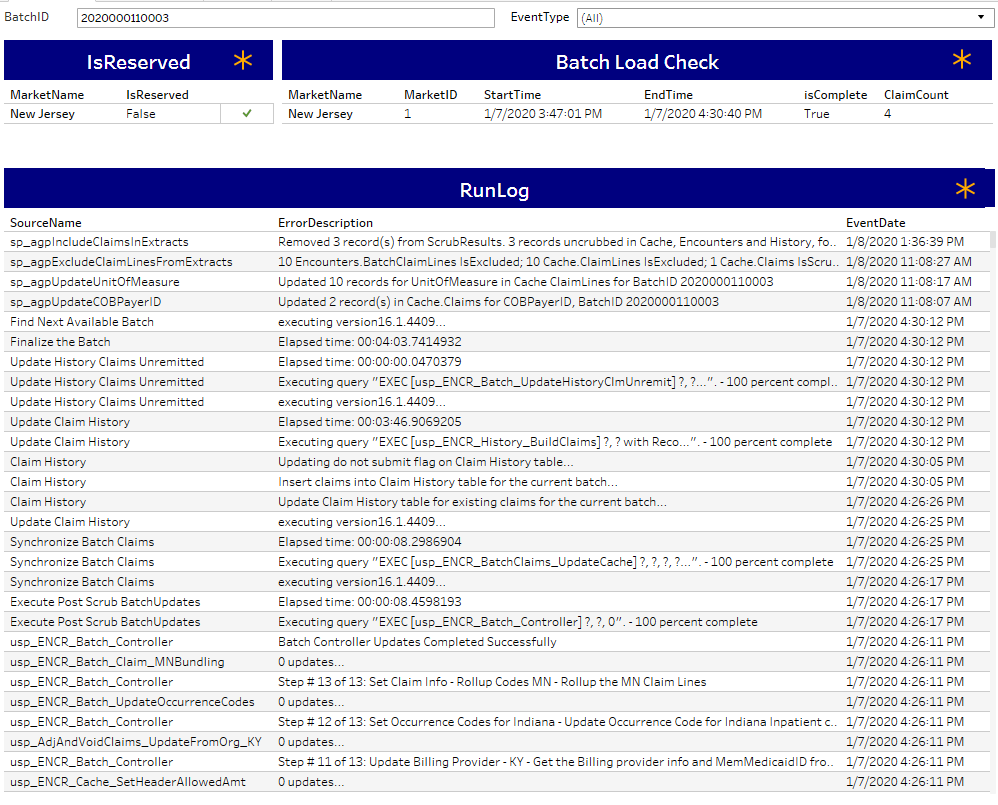 BatchID 2020000110003 EventType (All)
IsReserved
Batch Load Check
MarketName IsReserved
MarketName MarketID StartTime EndTime isComplete ClaimCount
New Jersey False
New Jersey 1 1/7/2020 3:47:01 PM 1/7/2020 4:30:40 PM True 4
RunLog
SourceName ErrorDescription EventDate
sp_agpIncludeClaimsInExtracts Removed 3 record(s) from ScrubResults. 3 records uncrubbed in Cache, Encounters and History, fo.. 1/8/2020 1:36:39 PM
sp_agpExcludeClaimLinesFromExtracts 10 Encounters.BatchClaimLines IsExcluded; 10 Cache.ClaimLines IsExcluded; 1 Cache.Claims IsScru.. 1/8/2020 11:08:27 AM
sp_agpUpdateUnitOfMeasure Updated 10 records for UnitOfMeasure in Cache ClaimLines for BatchID 2020000110003 1/8/2020 11:08:17 AM
sp_agpUpdateCOBPayerID Updated 2 record(s) in Cache.Claims for COBPayerID, BatchID 2020000110003 1/8/2020 11:08:07 AM
Find Next Available Batch executing version16.1.4409... 1/7/2020 4:30:12 PM
Finalize the Batch Elapsed time: 00:04:03.7414932 1/7/2020 4:30:12 PM
Update History Claims Unremitted Elapsed time: 00:00:00.0470379 1/7/2020 4:30:12 PM
Update History Claims Unremitted Executing query "EXEC [usp_ENCR_Batch_UpdateHistoryClmUnremit] ?, ?...". - 100 percent compl.. 1/7/2020 4:30:12 PM
Update History Claims Unremitted executing version16.1.4409... 1/7/2020 4:30:12 PM
Update Claim History Elapsed time: 00:03:46.9069205 1/7/2020 4:30:12 PM
Update Claim History Executing query "EXEC [usp_ENCR_History_BuildClaims] ?, ? with Reco...". - 100 percent complete 1/7/2020 4:30:12 PM
Claim History Updating do not submit flag on Claim History table... 1/7/2020 4:30:05 PM
Claim History Insert claims into Claim History table for the current batch... 1/7/2020 4:30:05 PM
Claim History Update Claim History table for existing claims for the current batch... 1/7/2020 4:26:26 PM
Update Claim History executing version16.1.4409... 1/7/2020 4:26:25 PM
Synchronize Batch Claims Elapsed time: 00:00:08.2986904 1/7/2020 4:26:25 PM
Synchronize Batch Claims Executing query "EXEC [usp_ENCR_BatchClaims_UpdateCache] ?, ?, ?, ?...". - 100 percent complete 1/7/2020 4:26:25 PM
Synchronize Batch Claims executing version16.1.4409... 1/7/2020 4:26:17 PM
Execute Post Scrub BatchUpdates Elapsed time: 00:00:08.4598193 1/7/2020 4:26:17 PM
Execute Post Scrub BatchUpdates Executing query "EXEC [usp_ENCR_Batch_Controller] ?, ?, 0". - 100 percent complete 1/7/2020 4:26:17 PM
usp_ENCR_Batch_Controller Batch Controller Updates Completed Successfully 1/7/2020 4:26:11 PM
usp_ENCR_Batch_Claim_MNBundling 0 updates... 1/7/2020 4:26:11 PM
usp_ENCR_Batch_Controller Step # 13 of 13: Set Claim Info - Rollup Codes MN - Rollup the MN Claim Lines 1/7/2020 4:26:11 PM
usp_ENCR_Batch_UpdateOccurrenceCodes 0 updates... 1/7/2020 4:26:11 PM
usp_ENCR_Batch_Controller Step # 12 of 13: Set Occurrence Codes for Indiana - Update Occurrence Code for Indiana Inpatient c.. 1/7/2020 4:26:11 PM
usp_AdjAndVoidClaims_UpdateFromOrg_KY 0 updates... 1/7/2020 4:26:11 PM
usp_ENCR_Batch_Controller Step # 11 of 13: Update Billing Provider - KY - Get the Billing provider info and MemMedicaidID fro.. 1/7/2020 4:26:11 PM
usp_ENCR_Cache_SetHeaderAllowedAmt 0 updates... 1/7/2020 4:26:11 PM